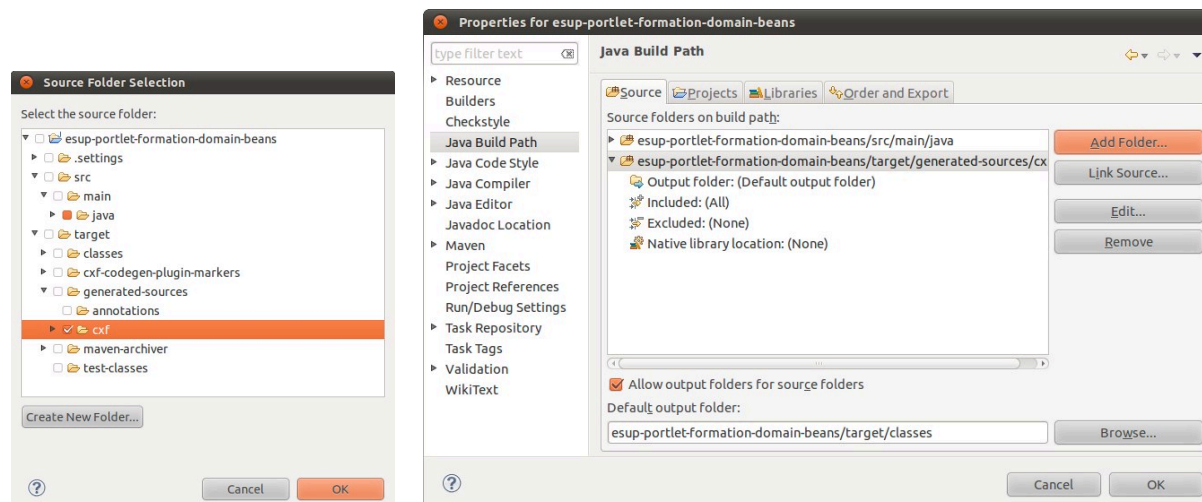 Source Folder Selection
Select the source folder:
esup-portlet-formation-domain-beans
.settings
src
main
java
target
classes
cxf-codegen-plugin-markers
generated-sources
annotations
cxf
maven-archiver
test-classes
Create New Folder...
Cancel
OK
Properties for esup-portlet-formation-domain-beans
type filter text
Resource
Builders
Checkstyle
Java Build Path
Java Code Style
Java Compiler
Java Editor
Javadoc Location
Maven
Project Facets
Project References
Run/Debug Settings
Task Repository
Task Tags
Validation
WikiText
Java Build Path
Source Projects Libraries Order and Export
Source folders on build path:
esup-portlet-formation-domain-beans/src/main/java
esup-portlet-formation-domain-beans/target/generated-sources/cx
Output folder: (Default output folder)
Included: (All)
Excluded: (None)
Native library location: (None)
Add Folder...
Link Source...
Edit...
Remove
Allow output folders for source folders
Default output folder:
esup-portlet-formation-domain-beans/target/classes
Browse...
Cancel
OK